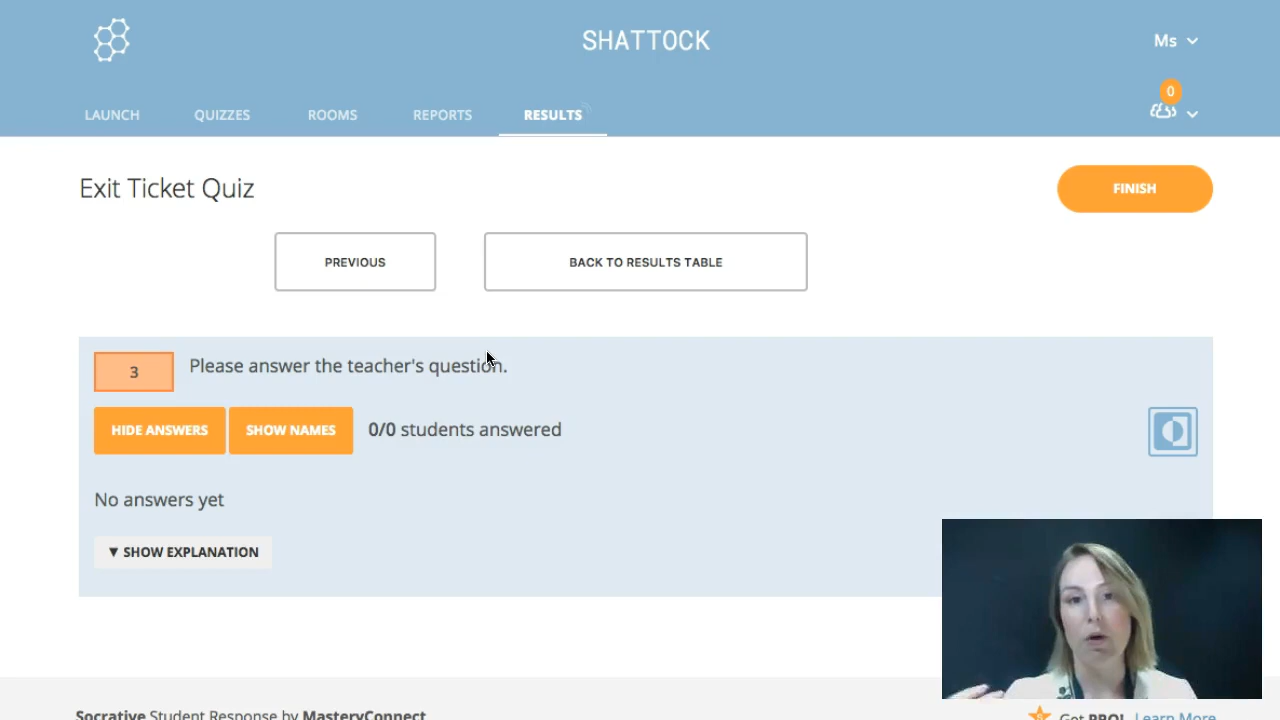 SHATTOCK
Ms
0
LAUNCH QUIZZES ROOMS REPORTS RESULTS
Exit Ticket Quiz
FINISH
PREVIOUS
BACK TO RESULTS TABLE
3
Please answer the teacher's question.
HIDE ANSWERS
SHOW NAMES
0/0 students answered
No answers yet
▼ SHOW EXPLANATION
Socrative Student Response by MasteryConnect
Get PRO! Learn More